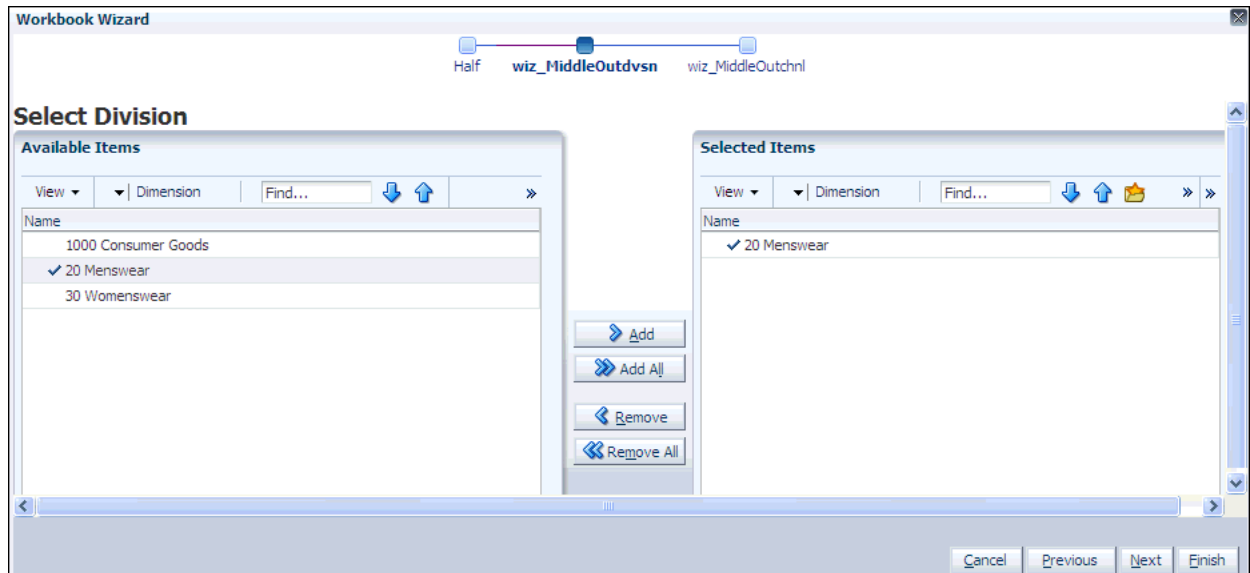 Workbook Wizard
Half wiz_MiddleOutdvsn wiz_MiddleOutchnl
Select Division
Available Items
View Dimension Find... »
Name
1000 Consumer Goods
20 Menswear
30 Womenswear
Add
Add All
Remove
Remove All
Selected Items
View Dimension Find... » »
Name
20 Menswear
Cancel Previous Next Finish